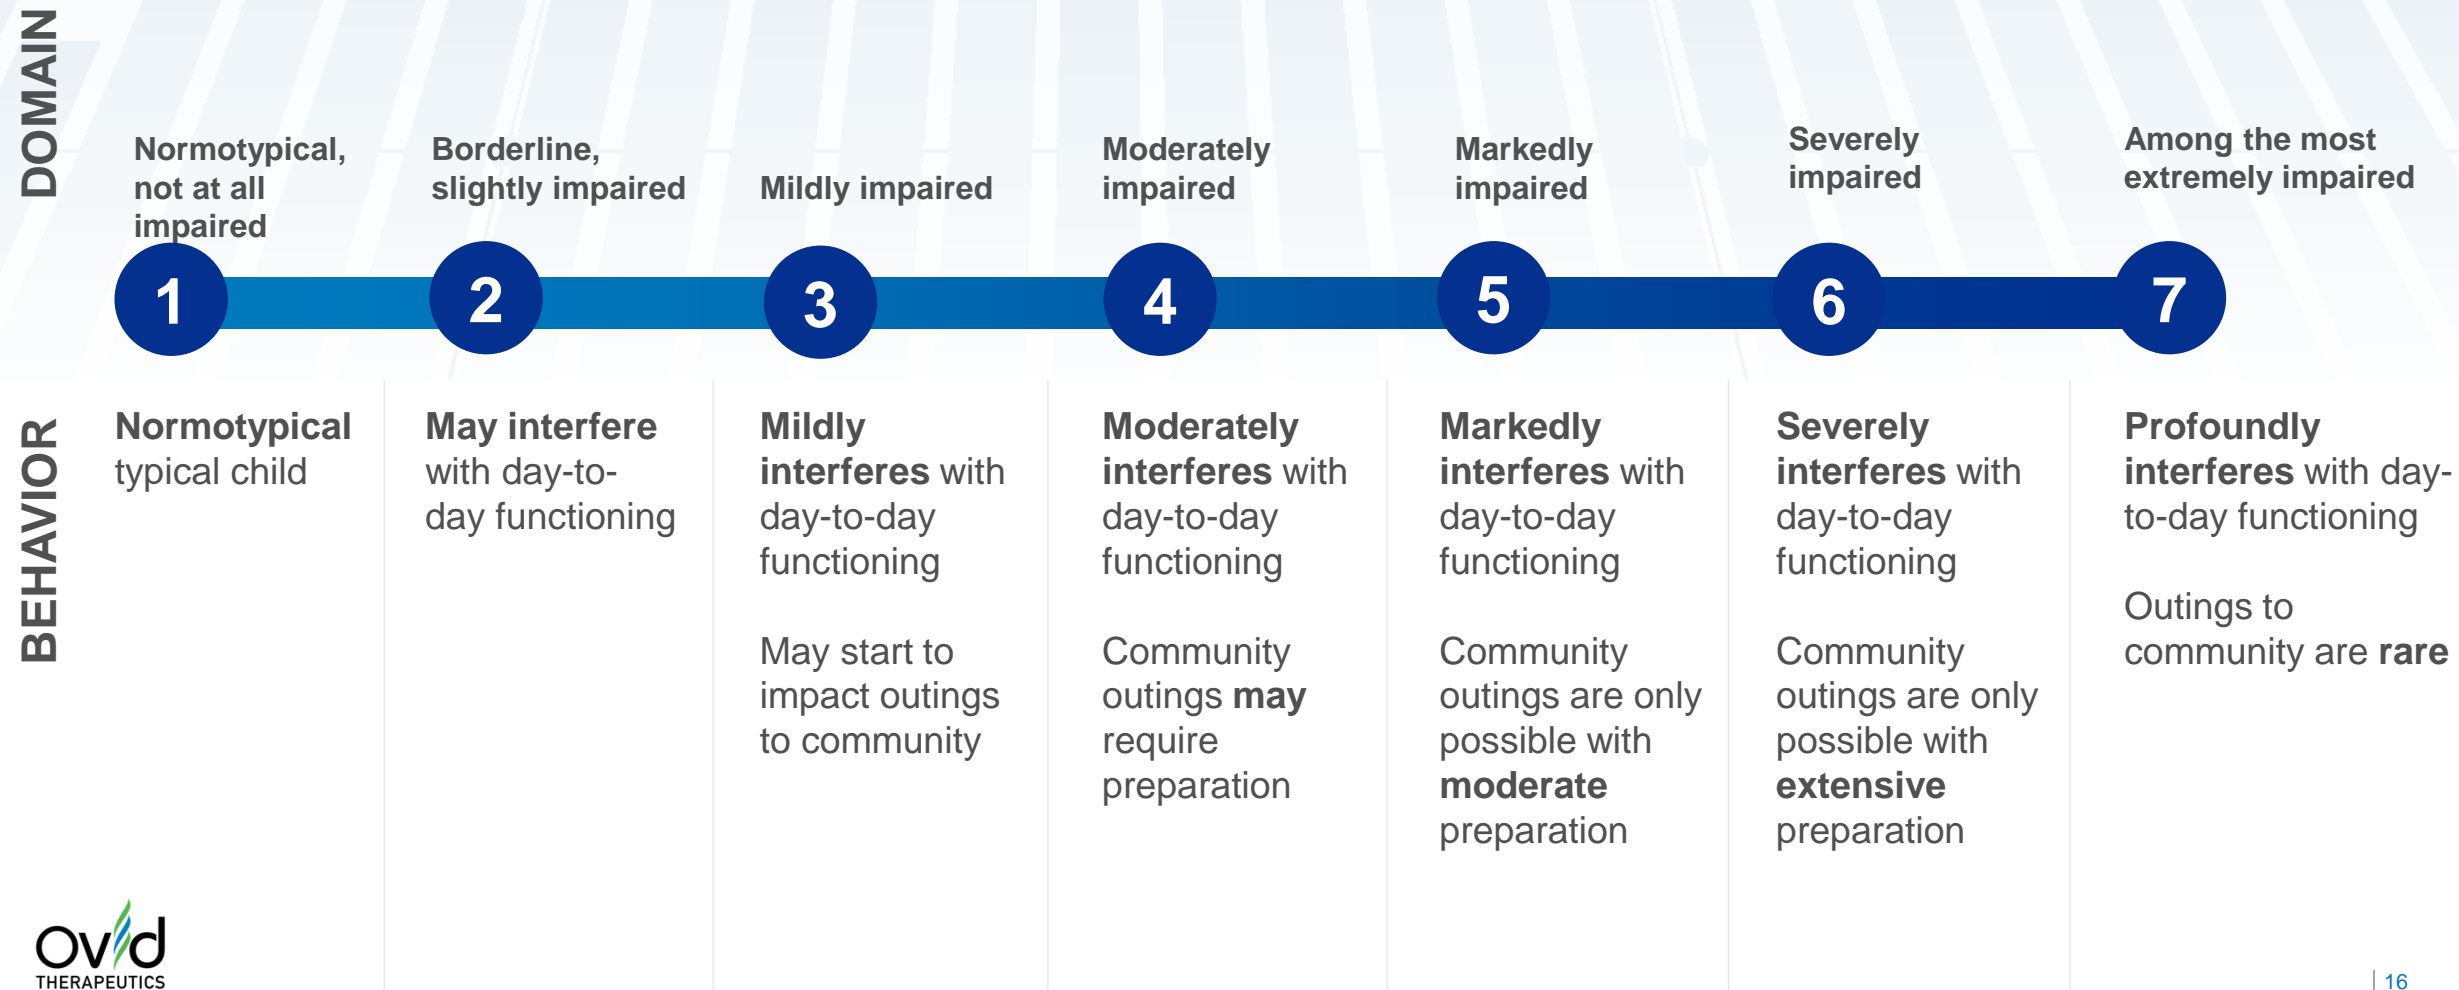 DOMAIN
Normotypical,
not at all
impaired
Borderline,
slightly impaired
Mildly impaired
Moderately
impaired
Markedly
impaired
Severely
impaired
Among the most
extremely impaired
1
2
3
4
5
6
7
BEHAVIOR
Normotypical
typical child
May interfere
with day-to-
day functioning
Mildly
interferes with
day-to-day
functioning
May start to
impact outings
to community
Moderately
interferes with
day-to-day
functioning
Community
outings may
require
preparation
Markedly
interferes with
day-to-day
functioning
Community
outings are only
possible with
moderate
preparation
Severely
interferes with
day-to-day
functioning
Community
outings are only
possible with
extensive
preparation
Profoundly
interferes with day-
to-day functioning
Outings to
community are rare
ovid
THERAPEUTICS
16